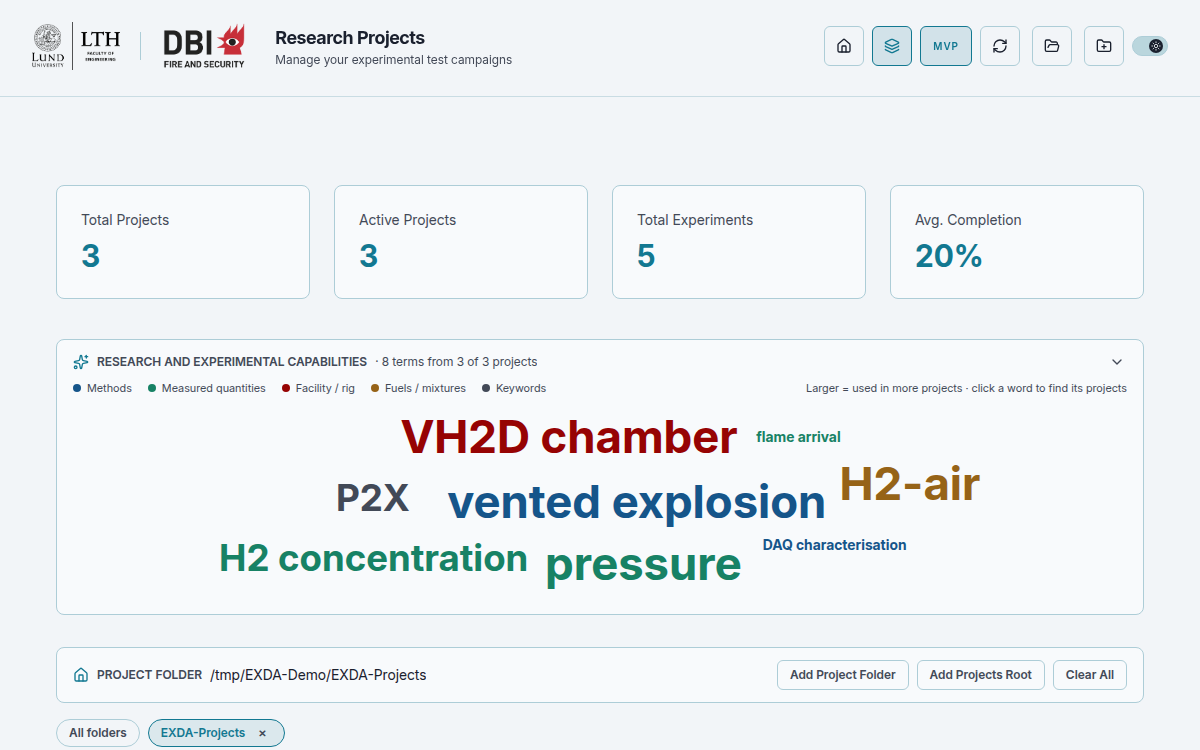 LUND
UNIVERSITY
LTH
FACULTY OF
ENGINEERING
DBI
FIRE AND SECURITY
Research Projects
Manage your experimental test campaigns
MVP
Total Projects
3
Active Projects
3
Total Experiments
5
Avg. Completion
20%
RESEARCH AND EXPERIMENTAL CAPABILITIES · 8 terms from 3 of 3 projects
Methods Measured quantities Facility / rig Fuels / mixtures Keywords Larger = used in more projects · click a word to find its projects
VH2D chamber flame arrival
P2X vented explosion H2-air
H2 concentration pressure DAQ characterisation
PROJECT FOLDER /tmp/EXDA-Demo/EXDA-Projects Add Project Folder Add Projects Root Clear All
All folders EXDA-Projects ×